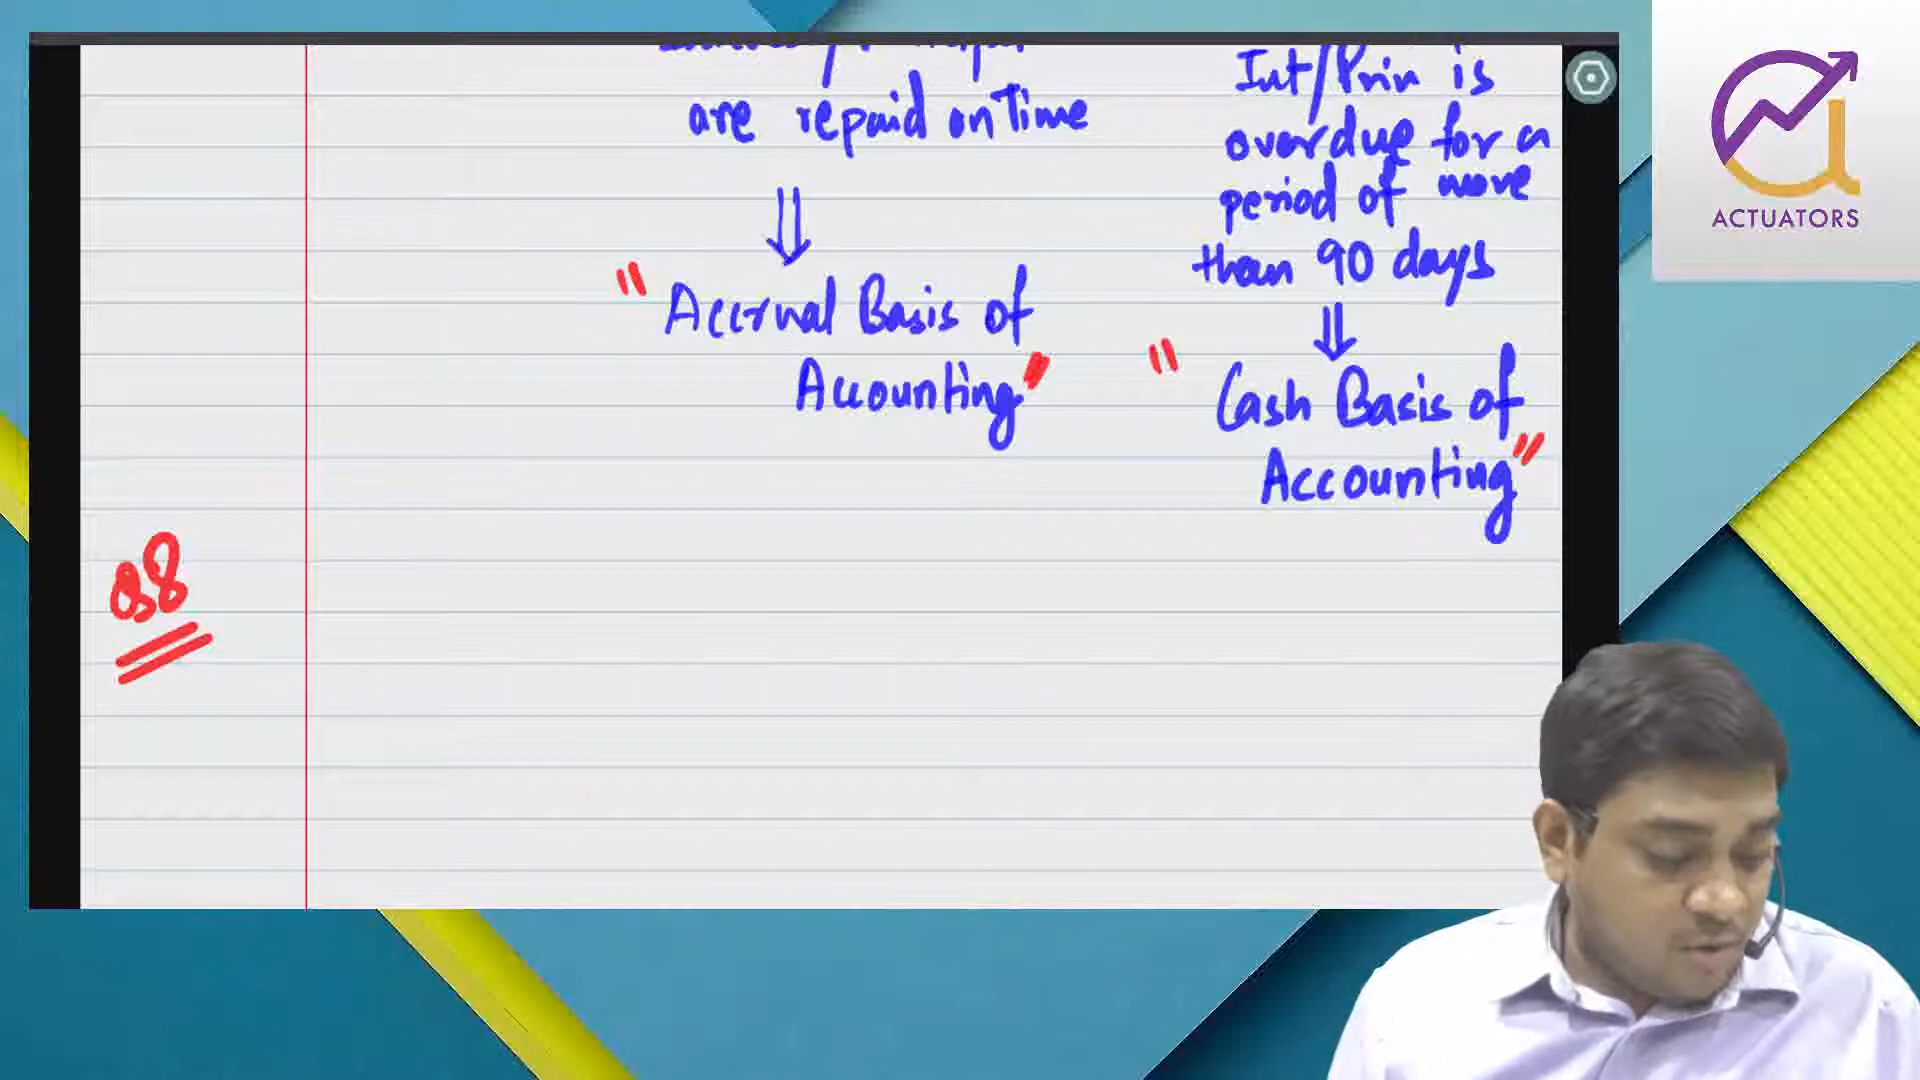 are repaid on Time
"Accrual Basis of
Accounting"
Int/Prin is
overdue for a
period of more
than 90 days
"Cash Basis of
Accounting"
Q8
ACTUATORS